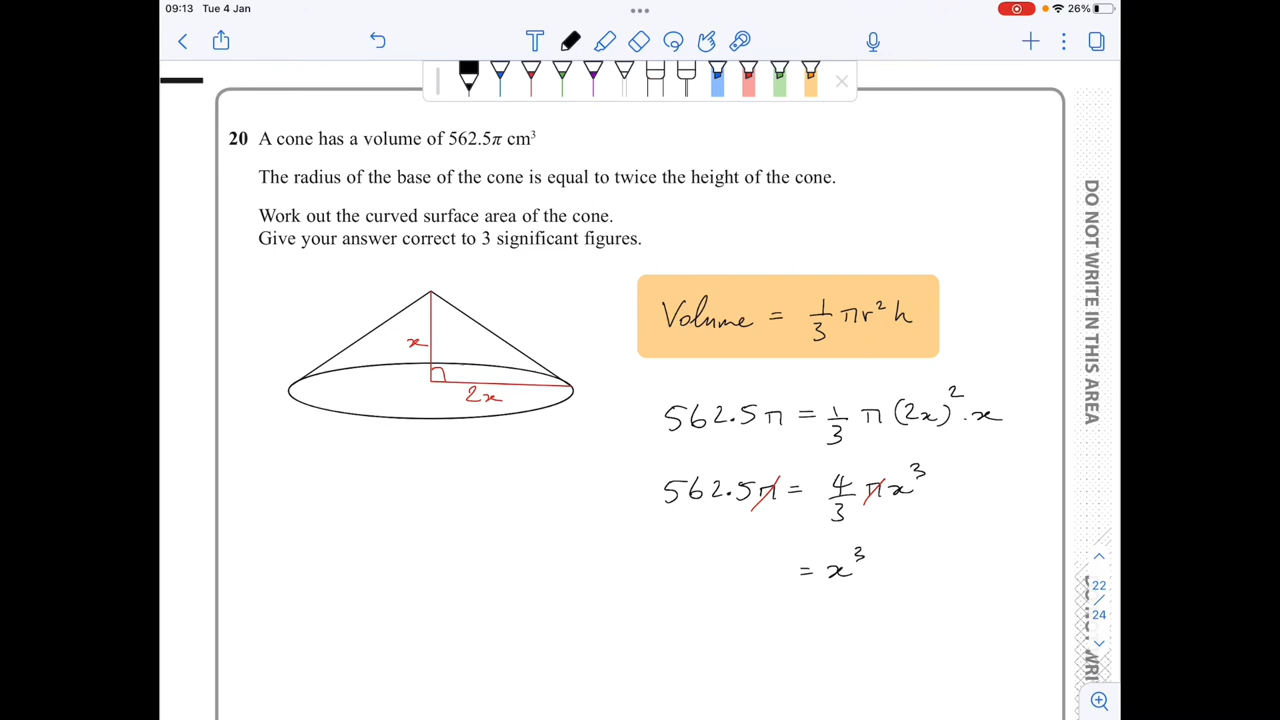 09:13 Tue 4 Jan
26%
20 A cone has a volume of 562.5π cm³
The radius of the base of the cone is equal to twice the height of the cone.
Work out the curved surface area of the cone.
Give your answer correct to 3 significant figures.
x
2x
Volume = 1/3 πr²h
562.5π = 1/3 π(2x)².x
562.5π = 4/3 πx³
= x³
DO NOT WRITE IN THIS AREA
22
/
24
WRI